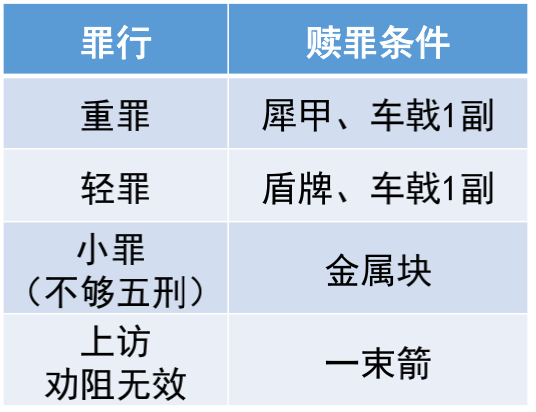 罪行 赎罪条件
重罪 犀甲、车戟1副
轻罪 盾牌、车戟1副
小罪
（不够五刑） 金属块
上访
劝阻无效 一束箭